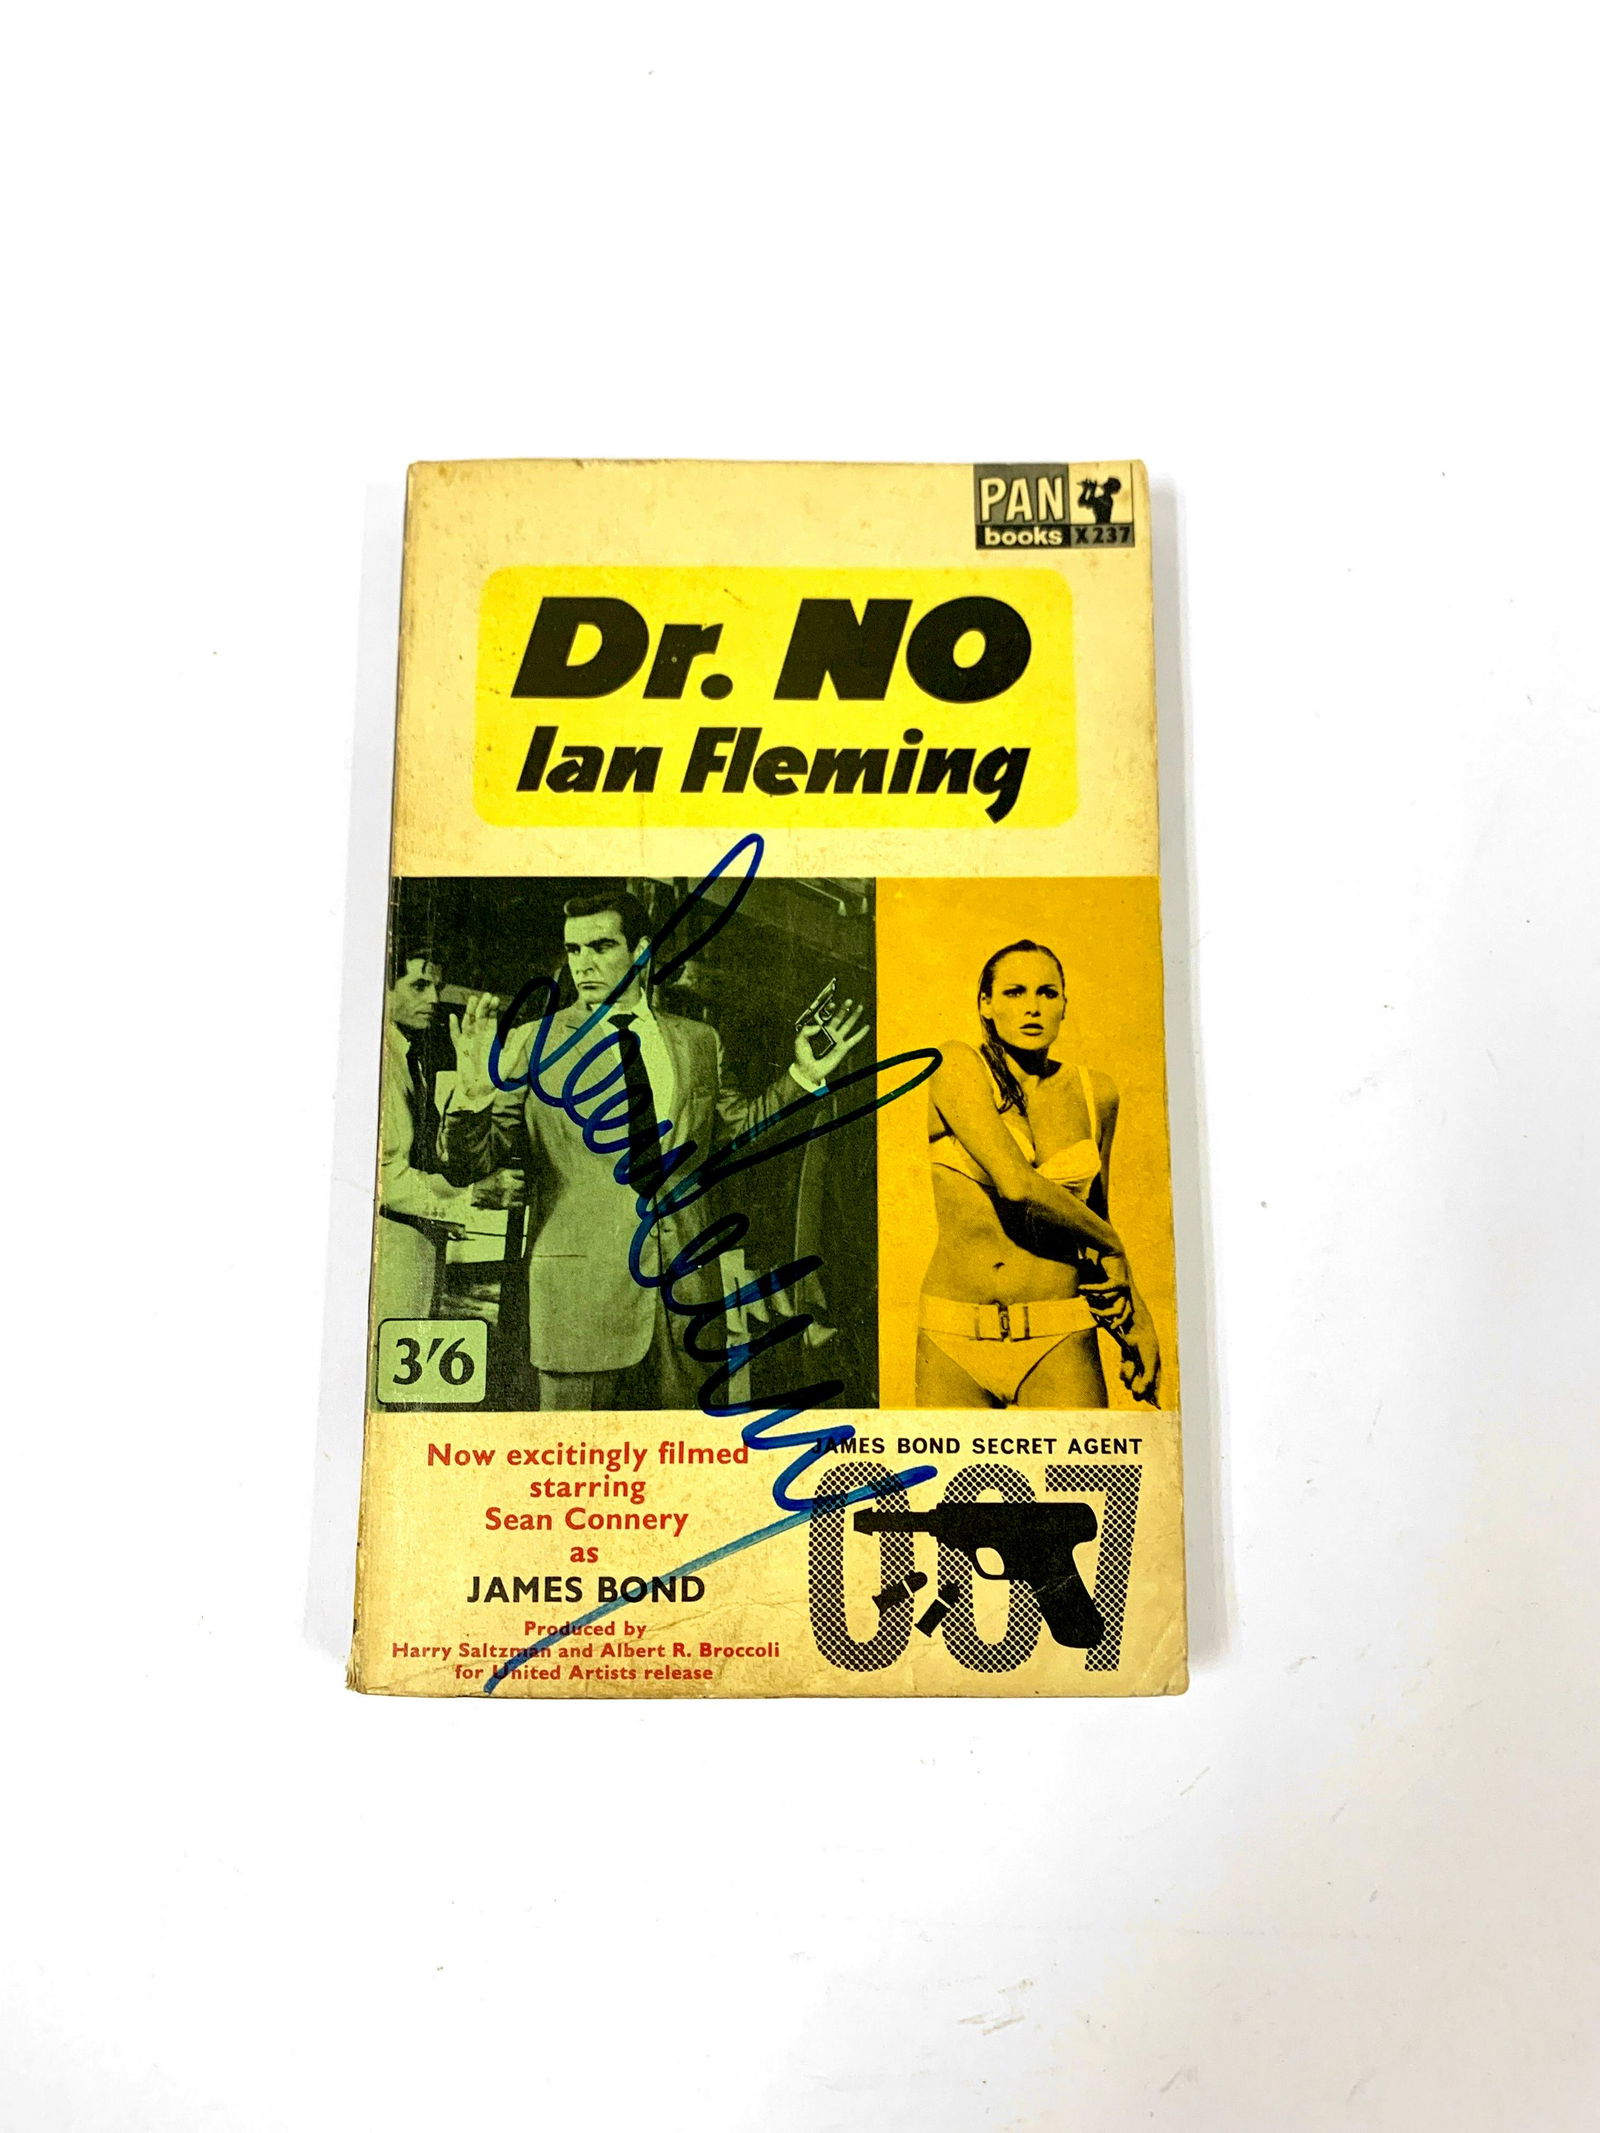 PAN
books X237
Dr. NO
Ian Fleming
3'6
Now excitingly filmed
starring
Sean Connery
as
JAMES BOND
Produced by
Harry Saltzman and Albert R. Broccoli
for United Artists release
JAMES BOND SECRET AGENT
007